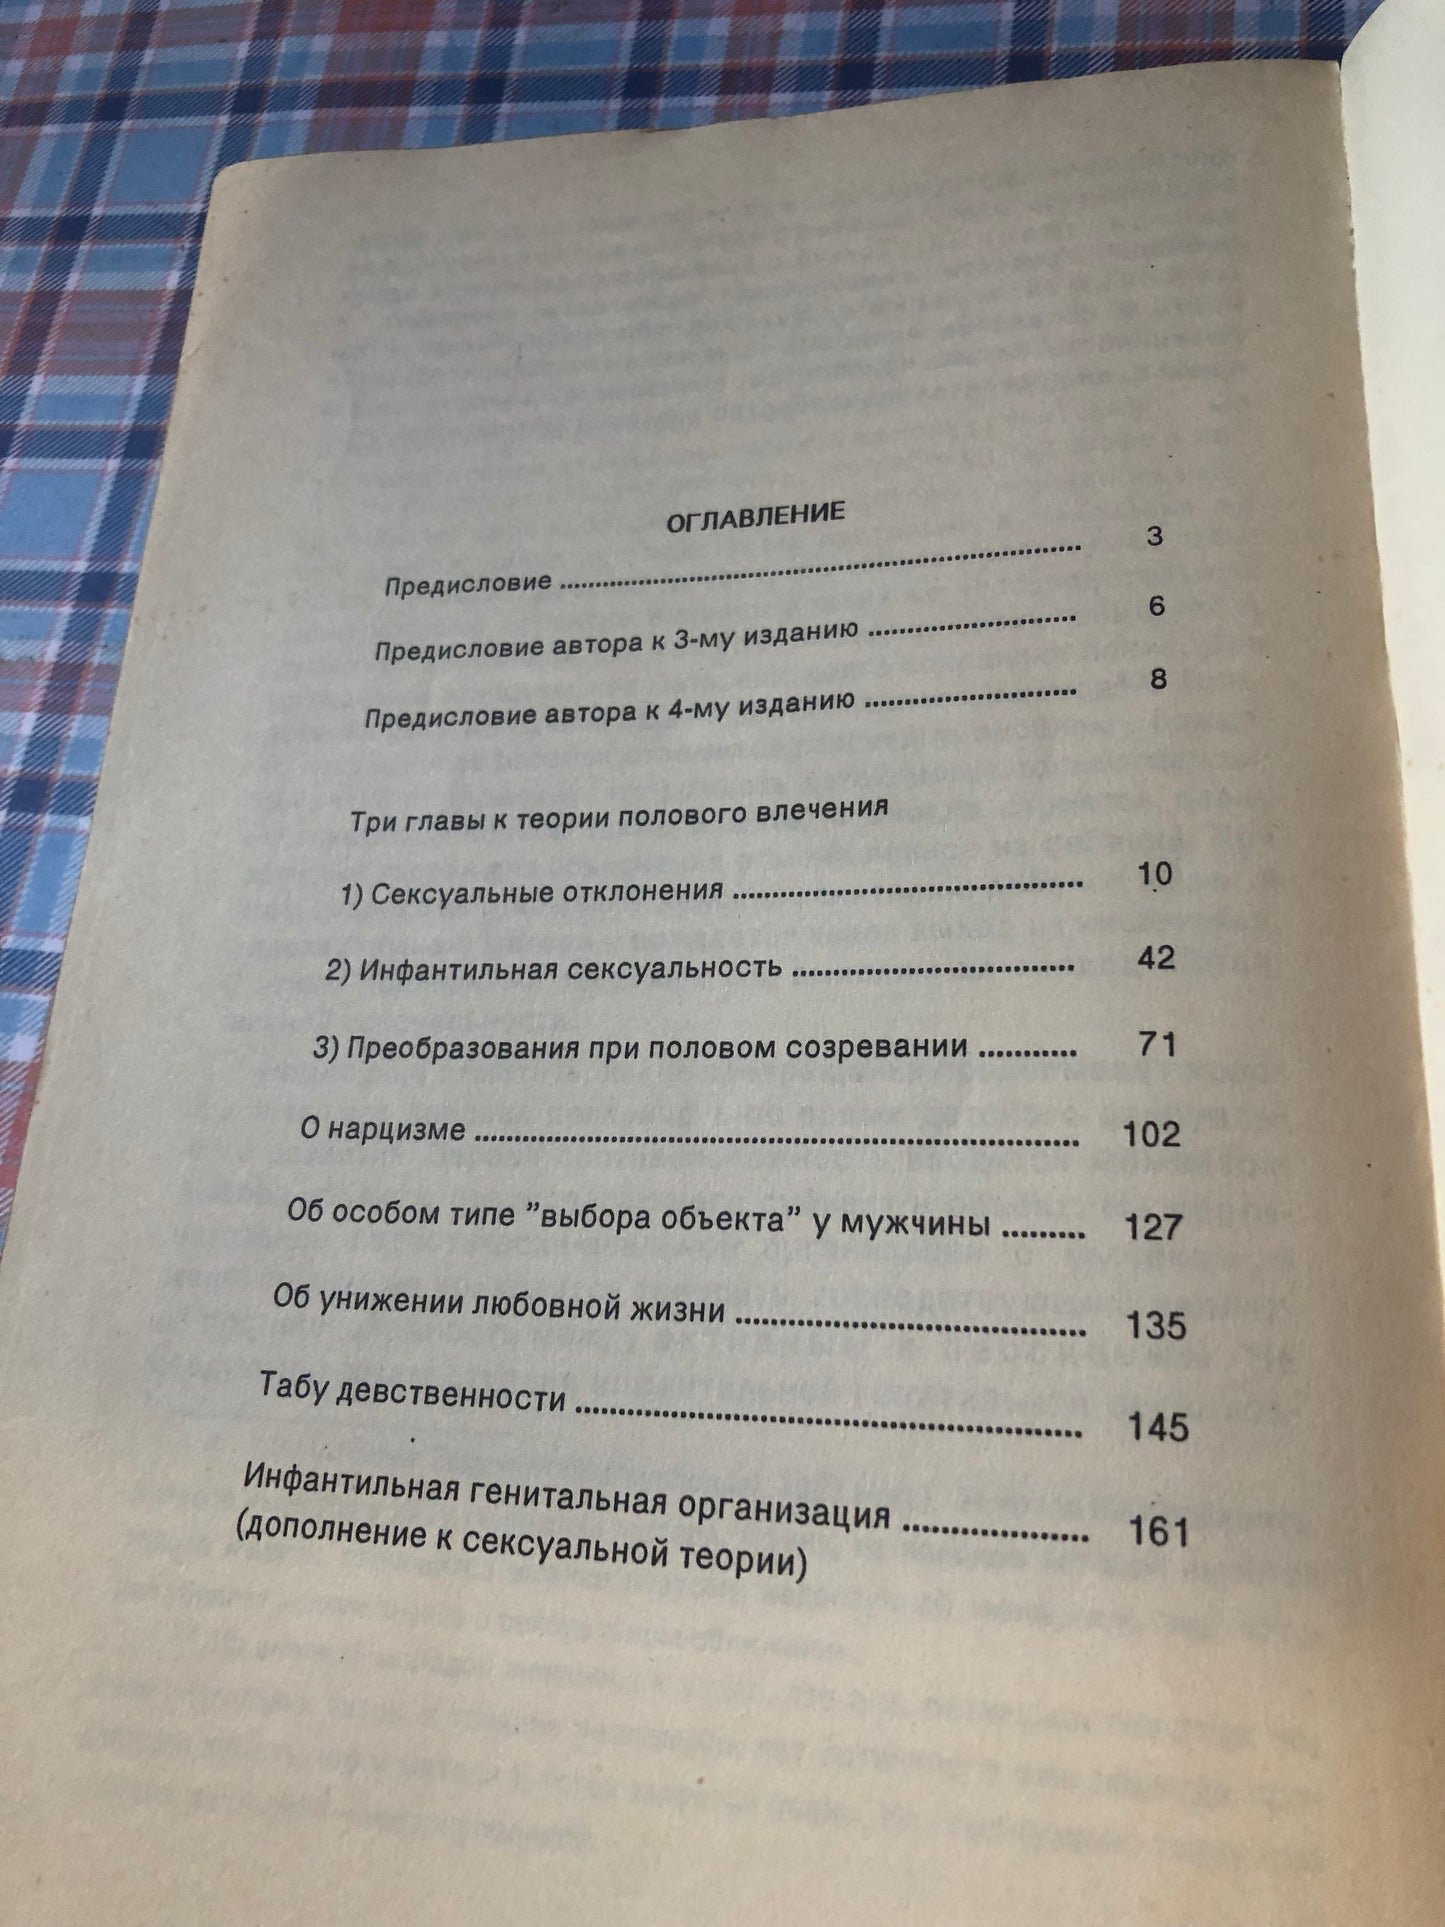 ОГЛАВЛЕНИЕ
Предисловие ........................................................ 3
Предисловие автора к 3-му изданию .......................... 6
Предисловие автора к 4-му изданию .......................... 8
Три главы к теории полового влечения
1) Сексуальные отклонения ...................................... 10
2) Инфантильная сексуальность ................................ 42
3) Преобразования при половом созревании ........... 71
О нарцизме .............................................................. 102
Об особом типе "выбора объекта" у мужчины ......... 127
Об унижении любовной жизни .................................. 135
Табу девственности .................................................. 145
Инфантильная генитальная организация ................... 161
(дополнение к сексуальной теории)